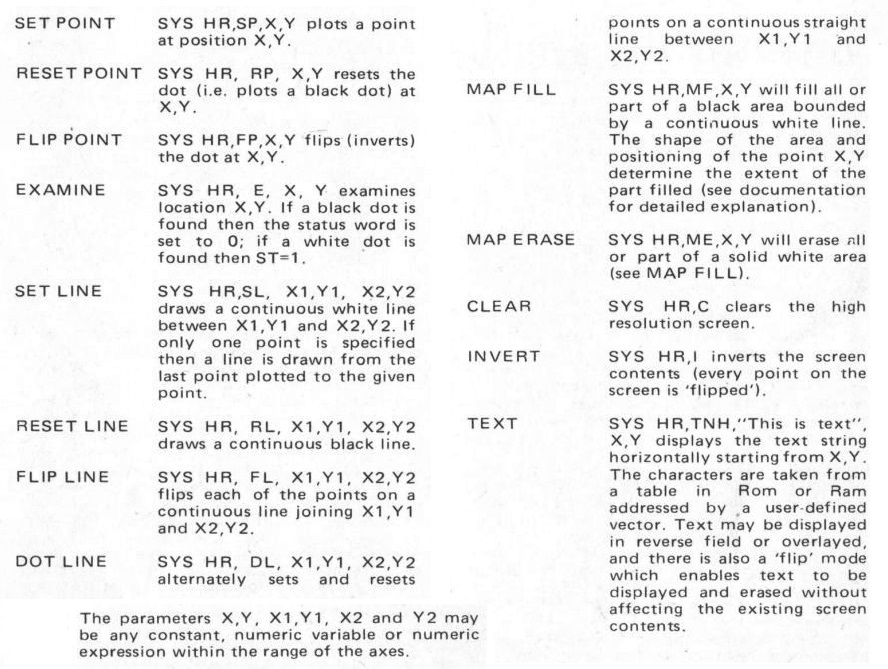 SET POINT SYS HR,SP,X,Y plots a point
at position X,Y.
RESET POINT SYS HR, RP, X,Y resets the
dot (i.e. plots a black dot) at
X,Y.
FLIP POINT SYS HR,FP,X,Y flips (inverts)
the dot at X,Y.
EXAMINE SYS HR, E, X, Y examines
location X,Y. If a black dot is
found then the status word is
set to 0; if a white dot is
found then ST=1.
SET LINE SYS HR,SL, X1,Y1, X2,Y2
draws a continuous white line
between X1,Y1 and X2,Y2. If
only one point is specified
then a line is drawn from the
last point plotted to the given
point.
RESET LINE SYS HR, RL, X1,Y1, X2,Y2
draws a continuous black line.
FLIP LINE SYS HR, FL, X1,Y1, X2,Y2
flips each of the points on a
continuous line joining X1,Y1
and X2,Y2.
DOT LINE SYS HR, DL, X1,Y1, X2,Y2
alternately sets and resets
points on a continuous straight
line between X1,Y1 and
X2,Y2.
MAP FILL SYS HR,MF,X,Y will fill all or
part of a black area bounded
by a continuous white line.
The shape of the area and
positioning of the point X,Y
determine the extent of the
part filled (see documentation
for detailed explanation).
MAP ERASE SYS HR,ME,X,Y will erase all
or part of a solid white area
(see MAP FILL).
CLEAR SYS HR,C clears the high
resolution screen.
INVERT SYS HR,I inverts the screen
contents (every point on the
screen is 'flipped').
TEXT SYS HR,TNH,"This is text",
X,Y displays the text string
horizontally starting from X,Y.
The characters are taken from
a table in Rom or Ram
addressed by a user-defined
vector. Text may be displayed
in reverse field or overlayed,
and there is also a 'flip' mode
which enables text to be
displayed and erased without
affecting the existing screen
contents.
The parameters X,Y, X1,Y1, X2 and Y2 may
be any constant, numeric variable or numeric
expression within the range of the axes.